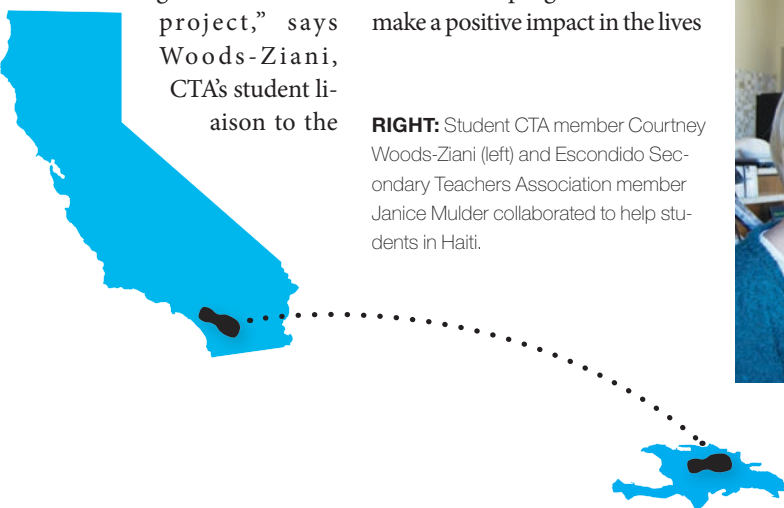 project,” says
Woods-Ziani,
CTA’s student li-
aison to the
make a positive impact in the lives
RIGHT: Student CTA member Courtney
Woods-Ziani (left) and Escondido Sec-
ondary Teachers Association member
Janice Mulder collaborated to help stu-
dents in Haiti.